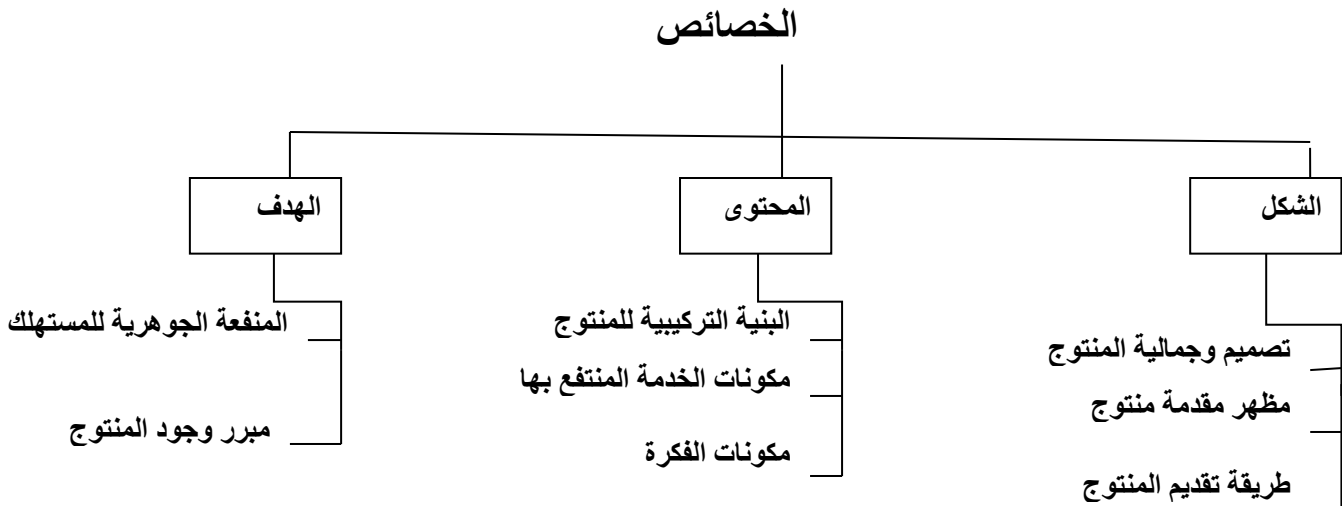 الخصائص
الشكل
المحتوى
الهدف
تصميم وجمالية المنتوج
مظهر مقدمة منتوج
طريقة تقديم المنتوج
البنية التركيبية للمنتوج
مكونات الخدمة المنتفع بها
مكونات الفكرة
المنفعة الجوهرية للمستهلك
مبرر وجود المنتوج